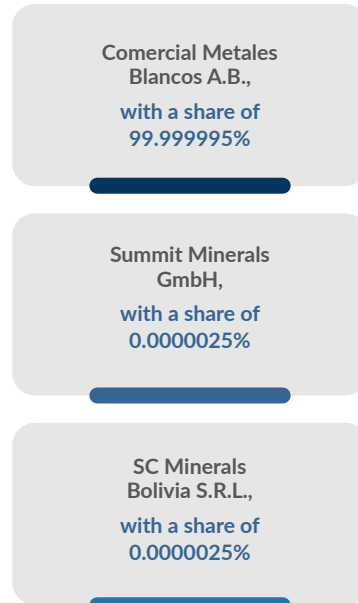 Comercial Metales
Blancos A.B.,
with a share of
99.999995%
Summit Minerals
GmbH,
with a share of
0.0000025%
SC Minerals
Bolivia S.R.L.,
with a share of
0.0000025%